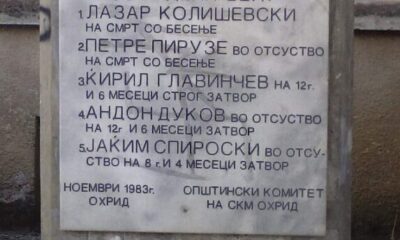 1. ЛАЗАР КОЛИШЕВСКИ
НА СМРТ СО БЕСЕЊЕ
2. ПЕТРЕ ПИРУЗЕ ВО ОТСУСТВО
НА СМРТ СО БЕСЕЊЕ
3. КИРИЛ ГЛАВИНЧЕВ НА 12г.
И 6 МЕСЕЦИ СТРОГ ЗАТВОР
4. АНДОН ДУКОВ ВО ОТСУСТВО
НА 12г И 6 МЕСЕЦИ ЗАТВОР
5. ЈАКИМ СПИРОСКИ ВО ОТСУ-
СТВО НА 8 г. И 4 МЕСЕЦИ ЗАТВОР
НОЕМВРИ 1983г. ОПШТИНСКИ КОМИТЕТ
ОХРИД НА СКМ ОХРИД